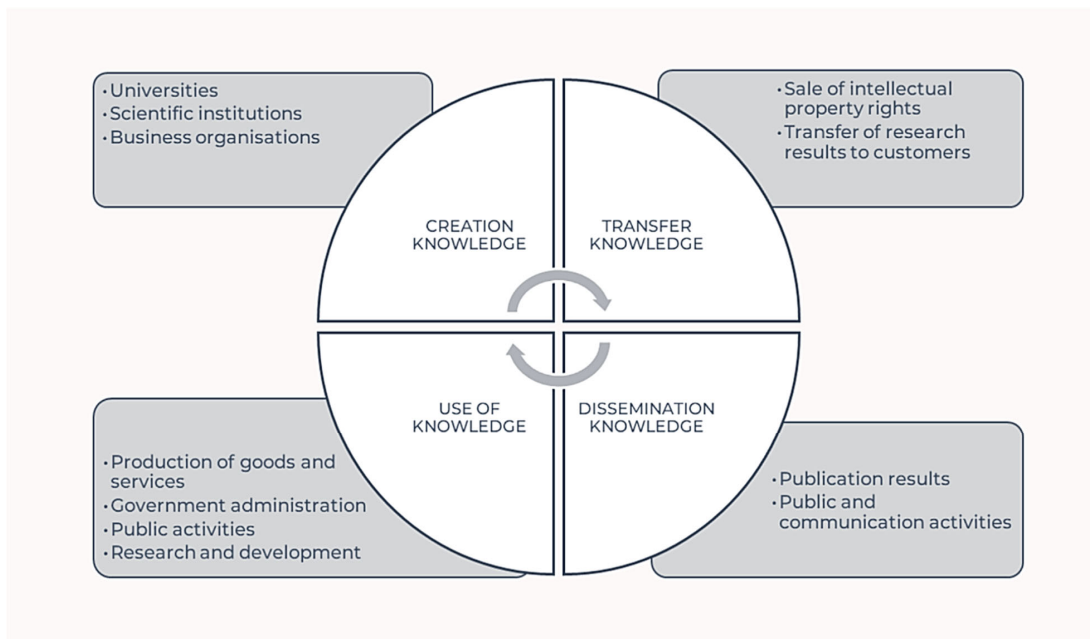 ·Universities
·Scientific institutions
·Business organisations
·Sale of intellectual
property rights
·Transfer of research
results to customers
CREATION
KNOWLEDGE
TRANSFER
KNOWLEDGE
USE OF
KNOWLEDGE
DISSEMINATION
KNOWLEDGE
·Production of goods and
services
·Government administration
·Public activities
·Research and development
·Publication results
·Public and
communication activities